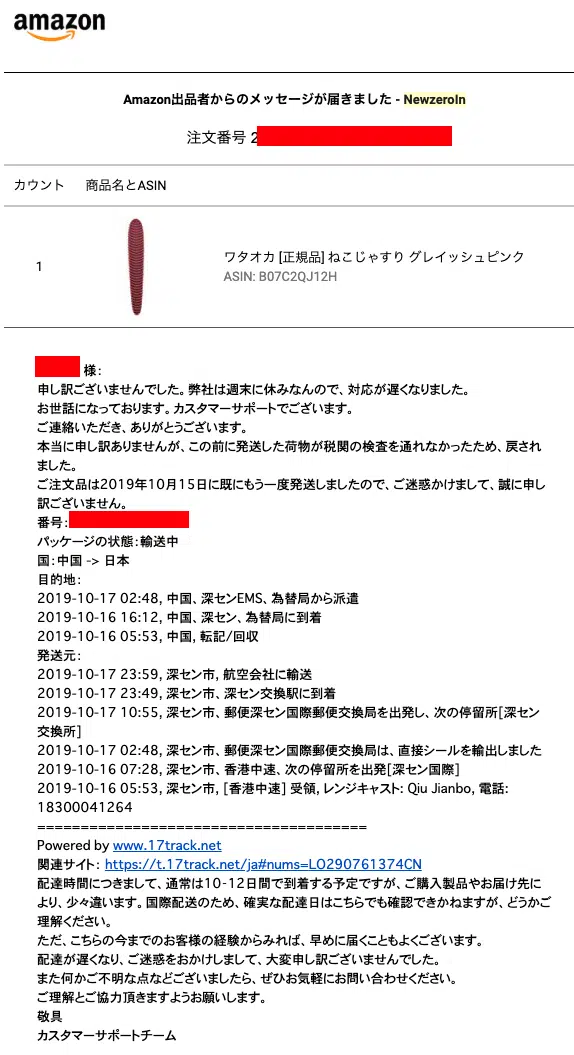 amazon
Amazon出品者からのメッセージが届きました - Newzeroln
注文番号 2
カウント 商品名とASIN
1
ワタオカ [正規品] ねこじゃすり グレイッシュピンク
ASIN: B07C2QJ12H
様:
申し訳ございませんでした。弊社は週末に休みなんので、対応が遅くなりました。
お世話になっております。カスタマーサポートでございます。
ご連絡いただき、ありがとうございます。
本当に申し訳ありませんが、この前に発送した荷物が税関の検査を通れなかったため、戻され
ました。
ご注文品は2019年10月15日に既にもう一度発送しましたので、ご迷惑かけまして、誠に申し
訳ございません。
番号:
パッケージの状態:輸送中
国:中国 -> 日本
目的地:
2019-10-17 02:48, 中国、深センEMS、為替局から派遣
2019-10-16 16:12, 中国、深セン、為替局に到着
2019-10-16 05:53, 中国, 転記/回収
発送元:
2019-10-17 23:59, 深セン市, 航空会社に輸送
2019-10-17 23:49, 深セン市、深セン交換駅に到着
2019-10-17 10:55, 深セン市、郵便深セン国際郵便交換局を出発し、次の停留所[深セン
交換所]
2019-10-17 02:48, 深セン市、郵便深セン国際郵便交換局は、直接シールを輸出しました
2019-10-16 07:28, 深セン市、香港中速、次の停留所を出発[深セン国際]
2019-10-16 05:53, 深セン市, [香港中速] 受領, レンジキャスト: Qiu Jianbo, 電話:
18300041264
=====================================
Powered by www.17track.net
関連サイト: https://t.17track.net/ja#nums=LO290761374CN
配達時間につきまして、通常は10-12日間で到着する予定ですが、ご購入製品やお届け先に
より、少々違います。国際配送のため、確実な配達日はこちらでも確認できかねますが、どうかご
理解ください。
ただ、こちらの今までのお客様の経験からみれば、早めに届くこともよくございます。
配達が遅くなり、ご迷惑をおかけしまして、大変申し訳ございませんでした。
また何かご不明な点などございましたら、ぜひお気軽にお問い合わせください。
ご理解とご協力頂きますようお願いします。
敬具
カスタマーサポートチーム